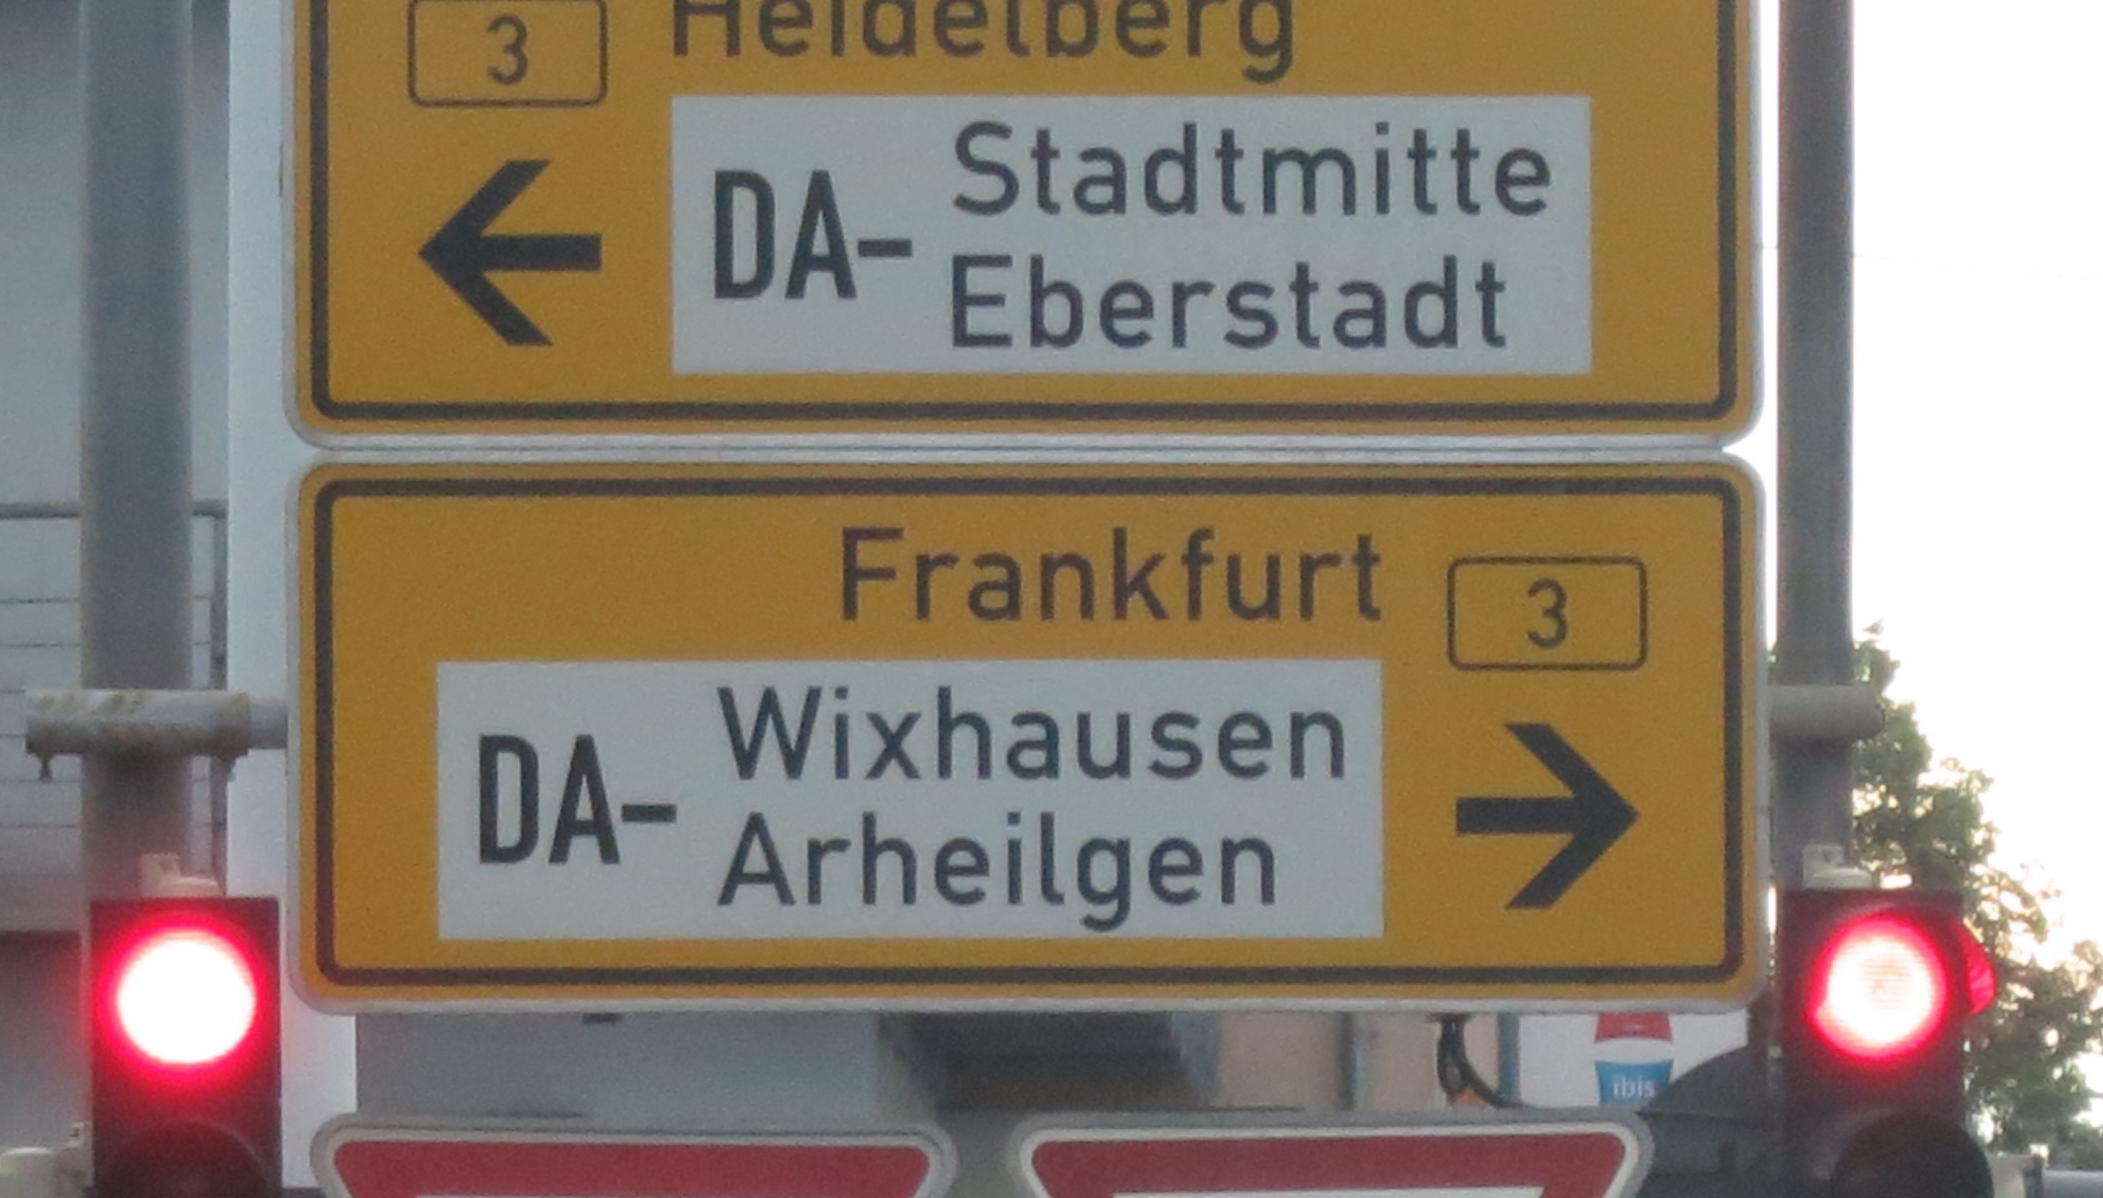 3 Heidelberg
DA- Stadtmitte
Eberstadt
Frankfurt 3
DA- Wixhausen
Arheilgen
ibis